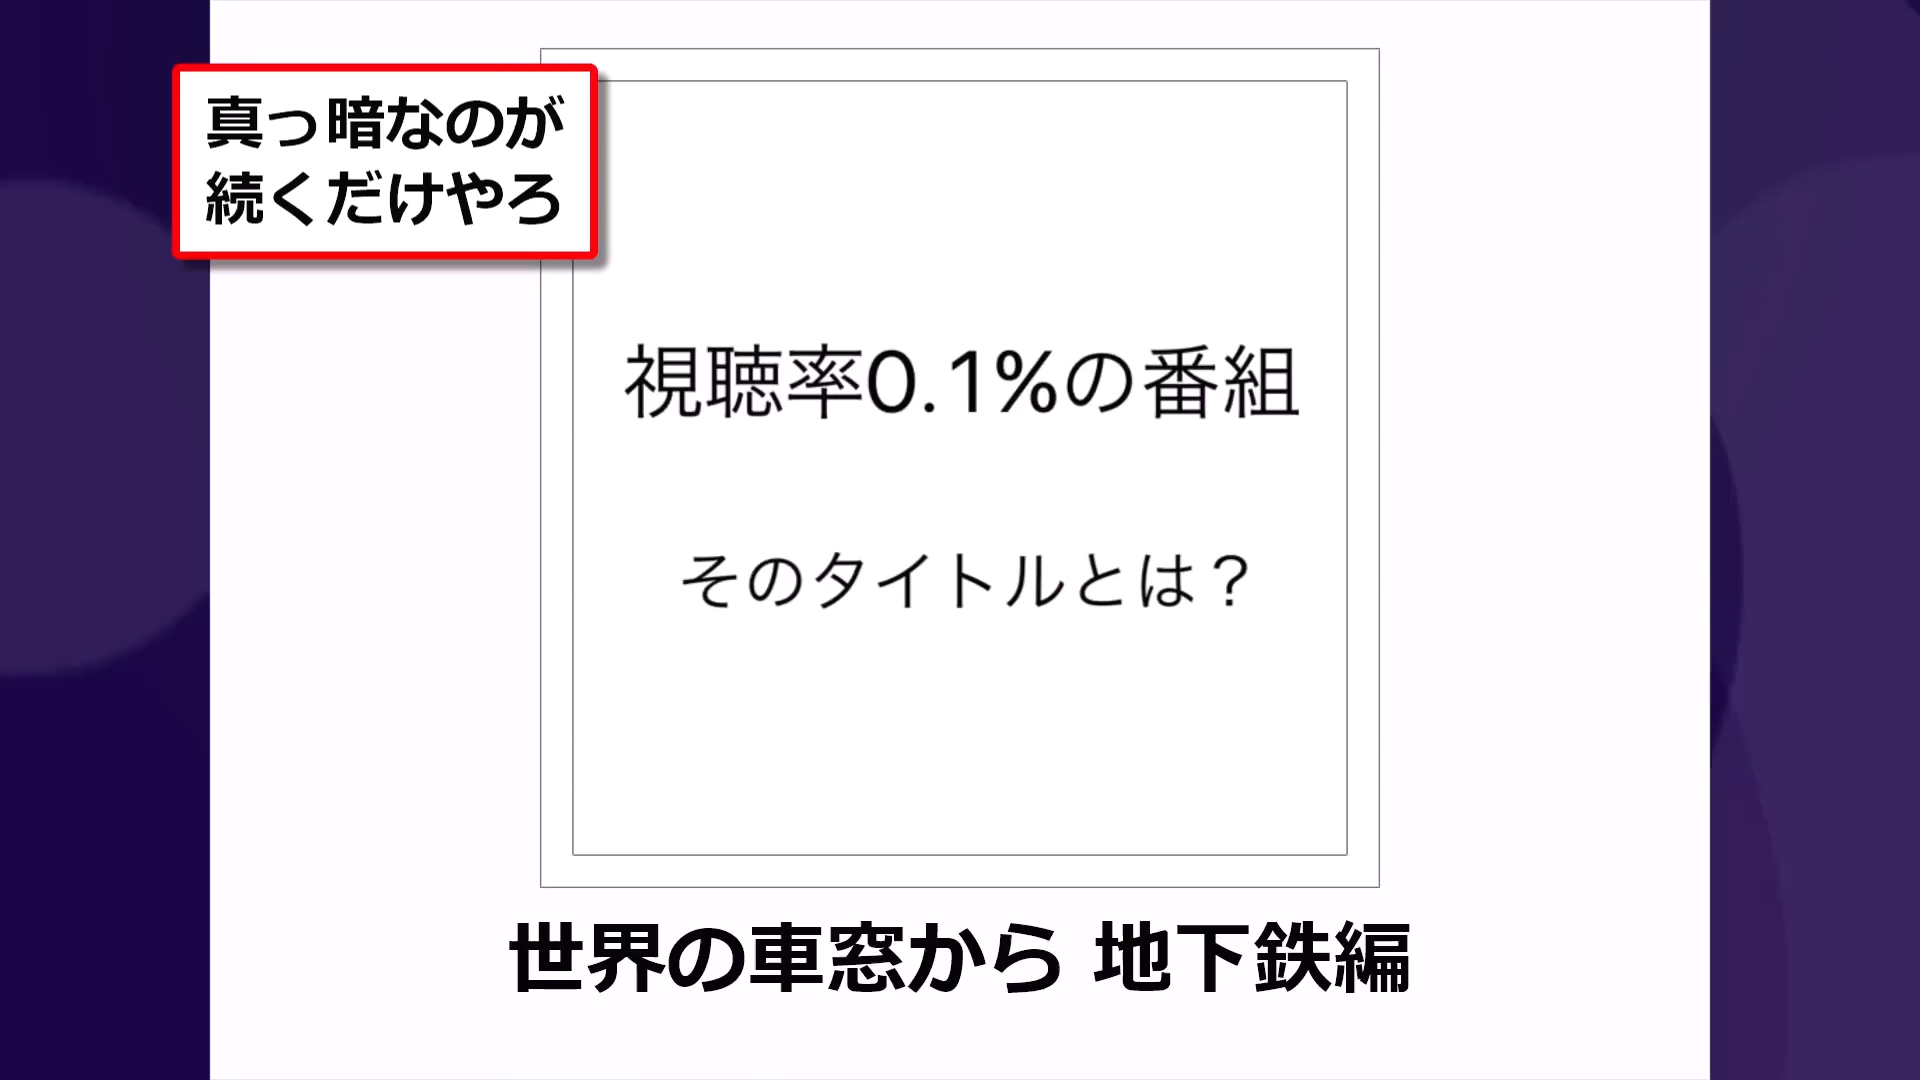 真っ暗なのが
続くだけやろ
視聴率0.1%の番組
そのタイトルとは？
世界の車窓から 地下鉄編